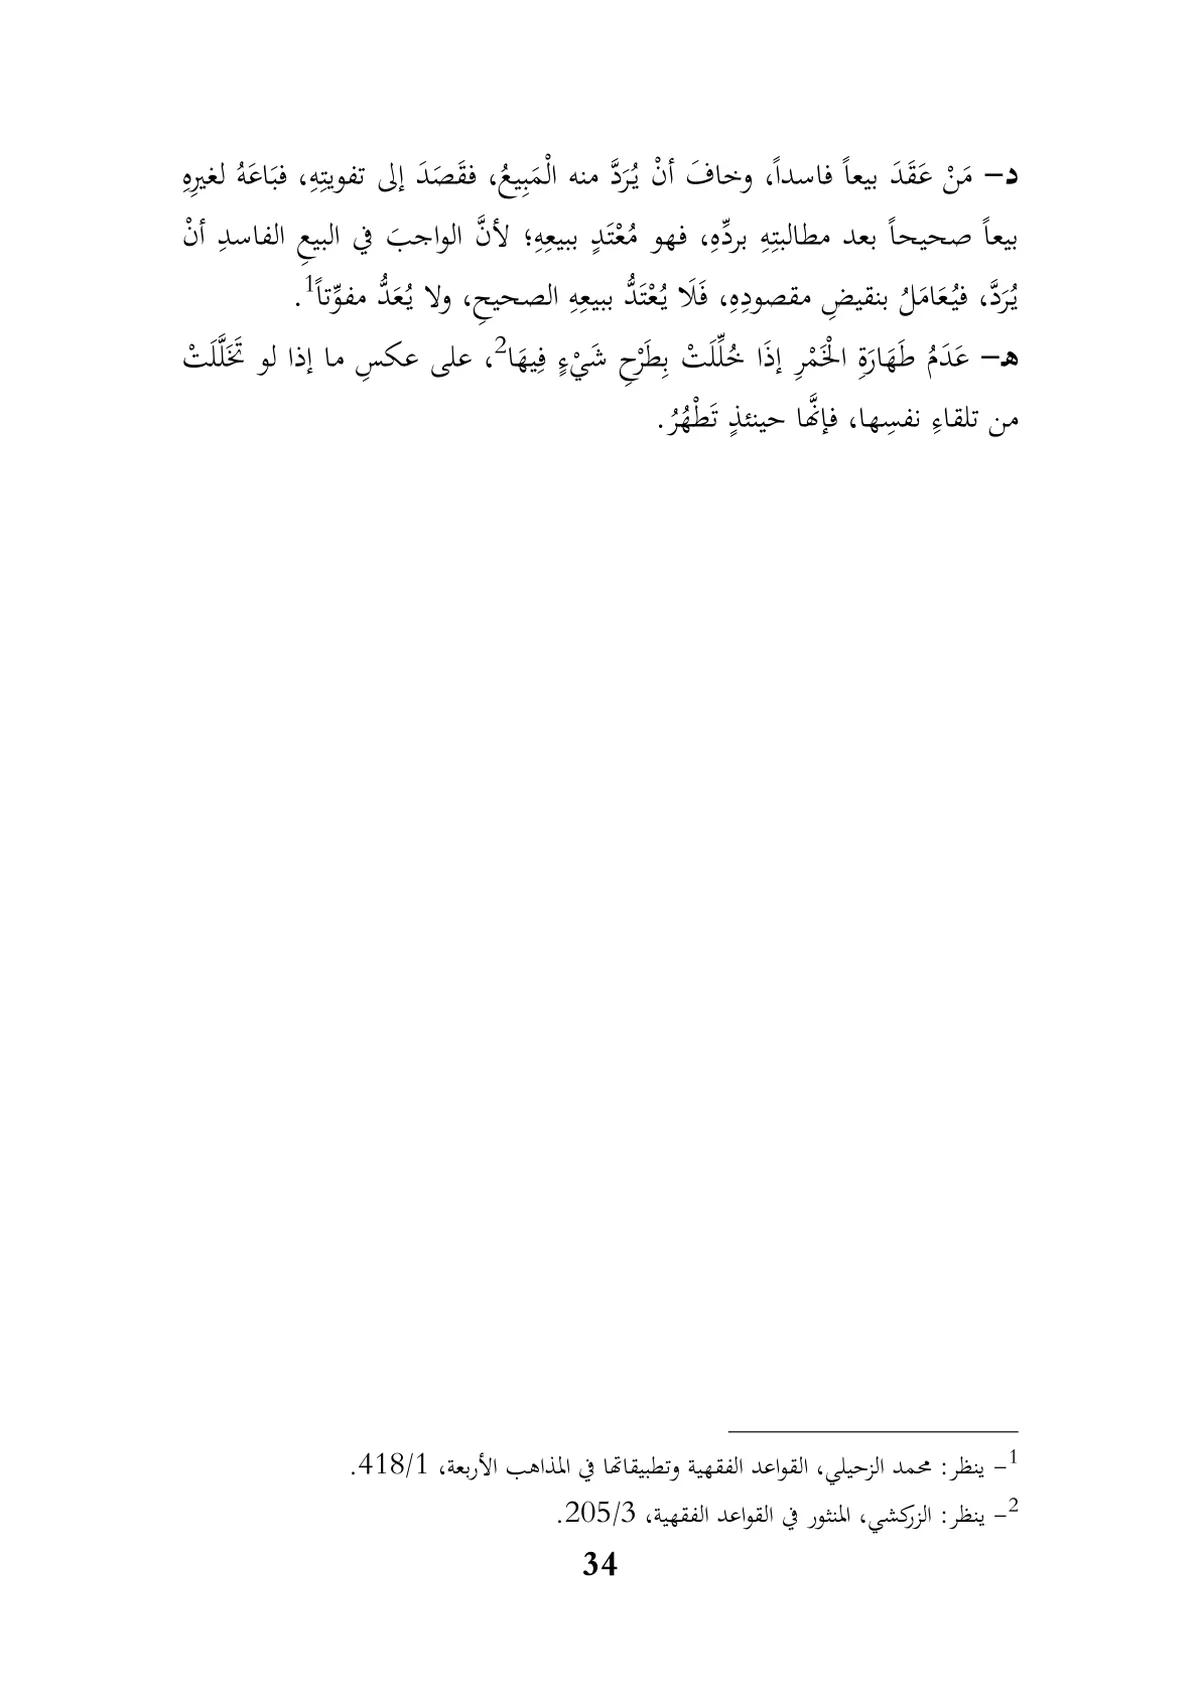 د- مَنْ عَقَدَ بيعاً فاسداً، وخافَ أنْ يُرَدَّ منه الْمَبِيعُ، فقَصَدَ إلى تفويتِهِ، فبَاعَهُ لغيرِهِ
بيعاً صحيحاً بعد مطالبتِهِ بردِّهِ، فهو مُعْتَدٍ ببيعِهِ؛ لأنَّ الواجبَ في البيعِ الفاسدِ أنْ
يُرَدَّ، فيُعَامَلُ بنقيضِ مقصودِهِ، فَلَا يُعْتَدُّ ببيعِهِ الصحيحِ، ولا يُعَدُّ مفوِّتاً1.
هـ- عَدَمُ طَهَارَةِ الْخَمْرِ إذَا خُلِّلَتْ بِطَرْحِ شَيْءٍ فِيهَا2، على عكسِ ما إذا لو تَخَلَّلَتْ
من تلقاءِ نفسِها، فإنَّها حينئذٍ تَطْهُرُ.
1- ينظر: محمد الزحيلي، القواعد الفقهية وتطبيقاتها في المذاهب الأربعة، 418/1.
2- ينظر: الزركشي، المنثور في القواعد الفقهية، 205/3.
34